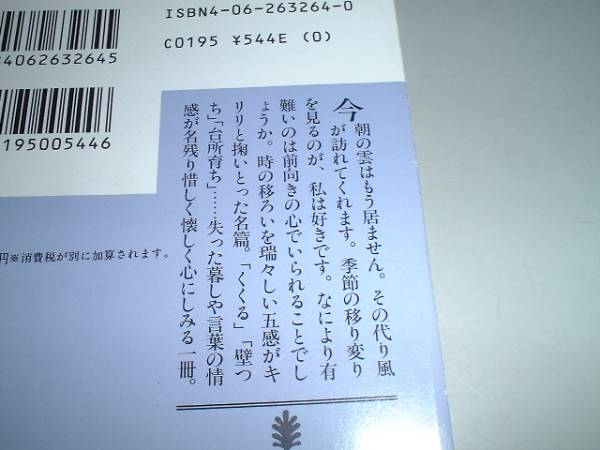 ISBN4-06-263264-0
C0195 ¥544E (0)
4062632645
195005446
円※消費税が別に加算されます。
今朝の雲はもう居ません。その代り風
が訪れてくれます。季節の移り変り
を見るのが、私は好きです。なにより有
難いのは前向きの心でいられることでし
ょうか。時の移ろいを瑞々しい五感がキ
リリと掬いとった名篇。「くくる」「壁つ
ち」「台所育ち」……失った暮しや言葉の情
感が名残り惜しく懐しく心にしみる一冊。